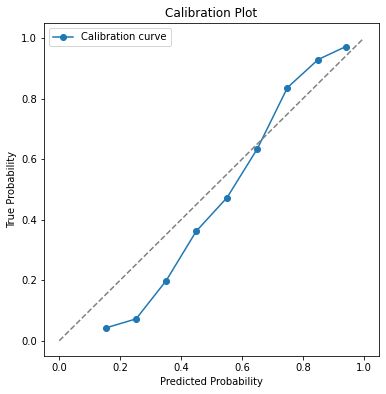 Calibration Plot
Calibration curve
1.0
0.8
0.6
0.4
0.2
0.0
True Probability
0.0 0.2 0.4 0.6 0.8 1.0
Predicted Probability